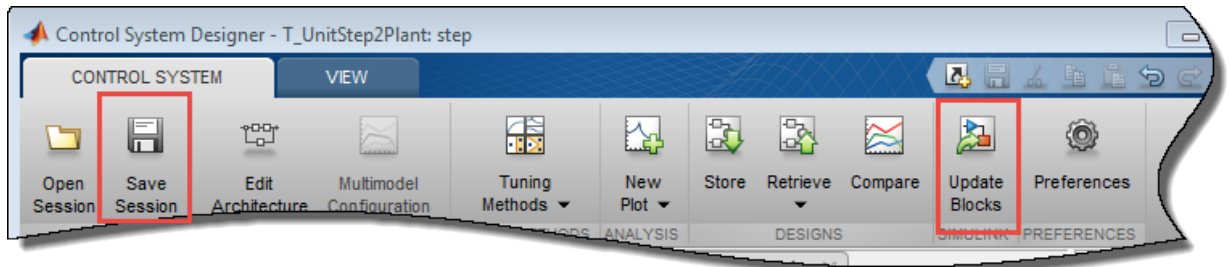 Control System Designer - T_UnitStep2Plant: step
CONTROL SYSTEM VIEW
Open Session
Save Session
Edit Architecture
Multimodel Configuration
Tuning Methods
New Plot
Store
Retrieve
Compare
Update Blocks
Preferences
ANALYSIS
DESIGNS
SIMULINK
PREFERENCES